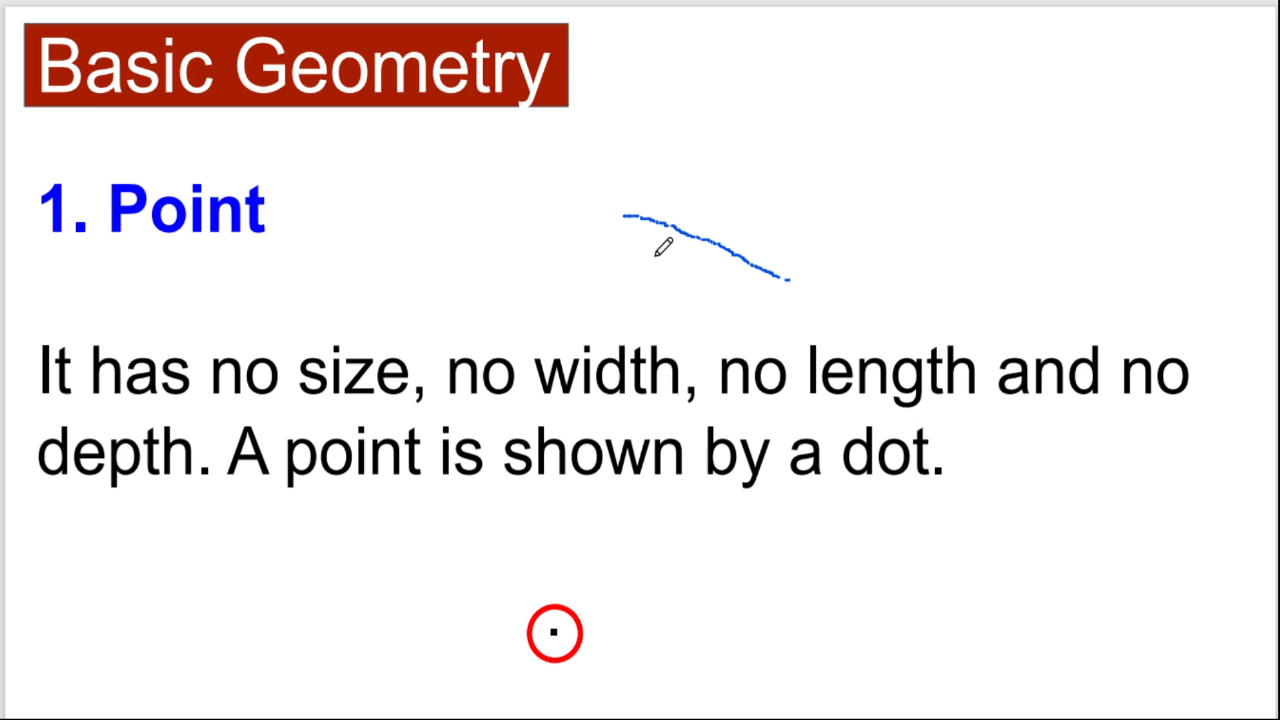 Basic Geometry
1. Point
It has no size, no width, no length and no
depth. A point is shown by a dot.